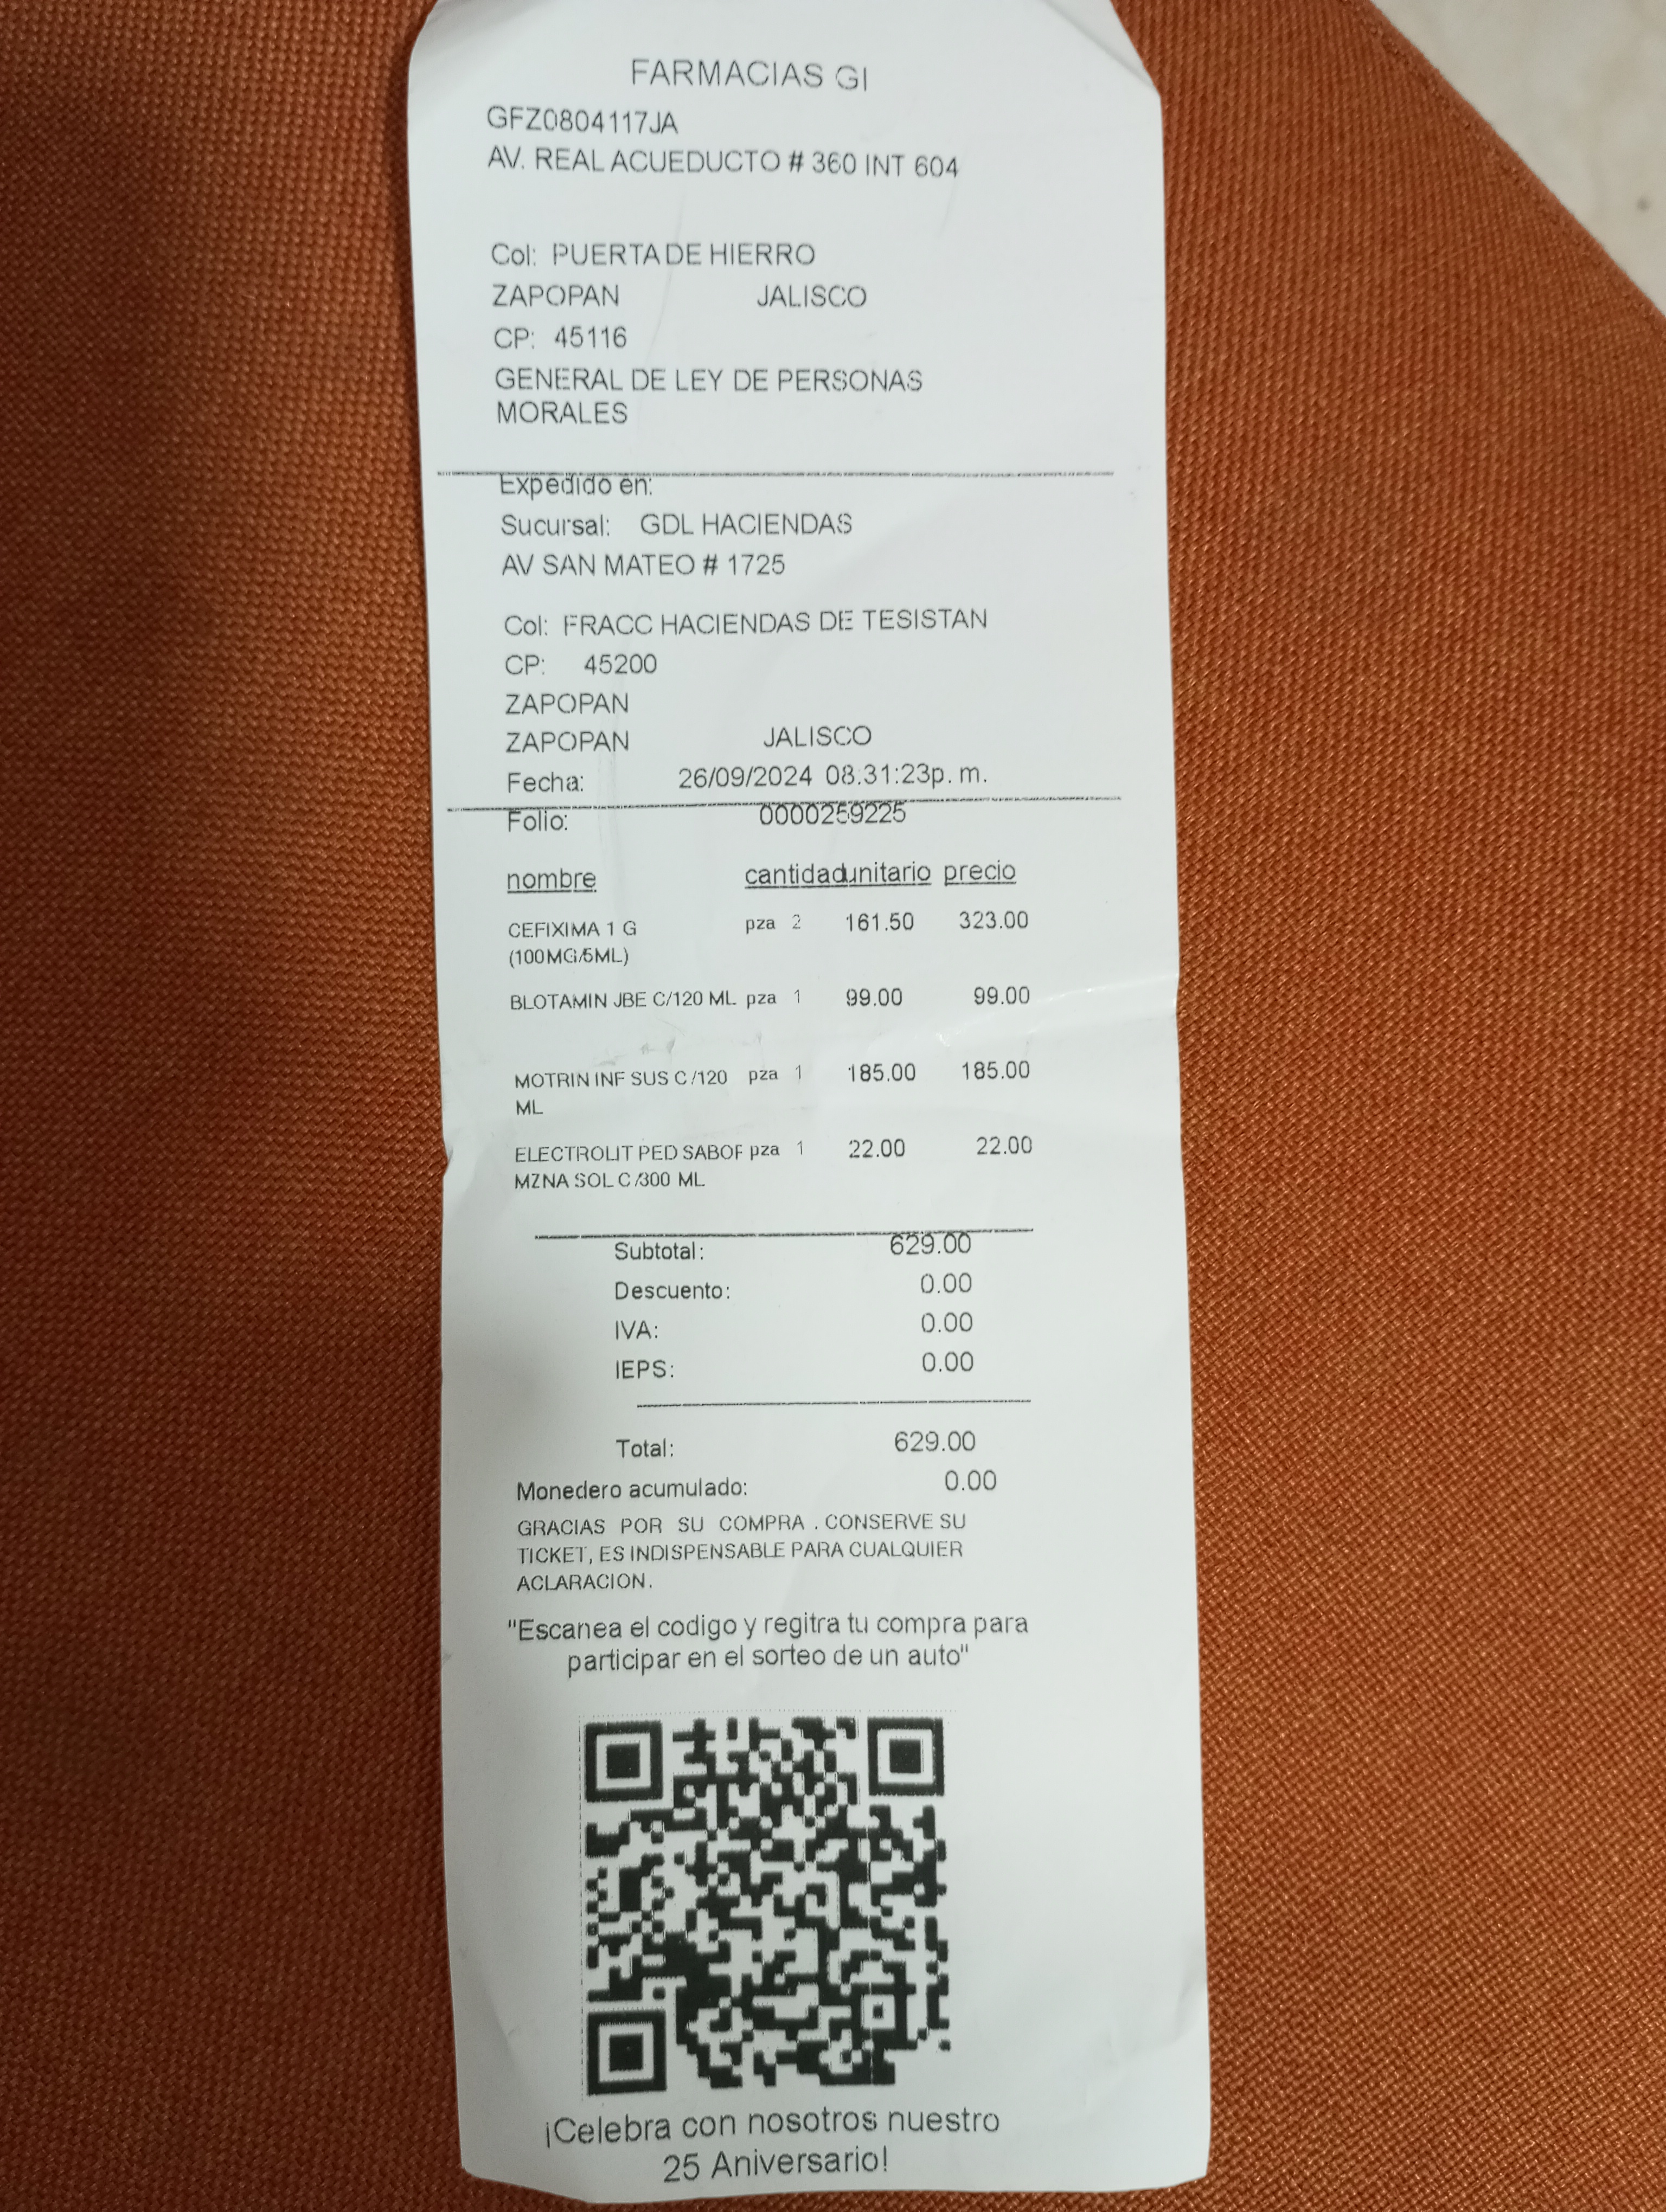 FARMACIAS GI
GFZ0804117JA
AV. REAL ACUEDUCTO # 360 INT 604
Col: PUERTA DE HIERRO
ZAPOPAN JALISCO
CP: 45116
GENERAL DE LEY DE PERSONAS
MORALES
Expedido en:
Sucursal: GDL HACIENDAS
AV SAN MATEO # 1725
Col: FRACC HACIENDAS DE TESISTAN
CP: 45200
ZAPOPAN
ZAPOPAN JALISCO
Fecha: 26/09/2024 08:31:23p. m.
Folio: 0000259225
nombre cantidad unitario precio
CEFIXIMA 1 G pza 2 161.50 323.00
(100MG/5ML)
BLOTAMIN JBE C/120 ML pza 1 99.00 99.00
MOTRIN INF SUS C/120 pza 1 185.00 185.00
ML
ELECTROLIT PED SABOR pza 1 22.00 22.00
MZNA SOL C/300 ML
Subtotal: 629.00
Descuento: 0.00
IVA: 0.00
IEPS: 0.00
Total: 629.00
Monedero acumulado: 0.00
GRACIAS POR SU COMPRA . CONSERVE SU
TICKET, ES INDISPENSABLE PARA CUALQUIER
ACLARACION.
"Escanea el codigo y regitra tu compra para
participar en el sorteo de un auto"
¡Celebra con nosotros nuestro
25 Aniversario!